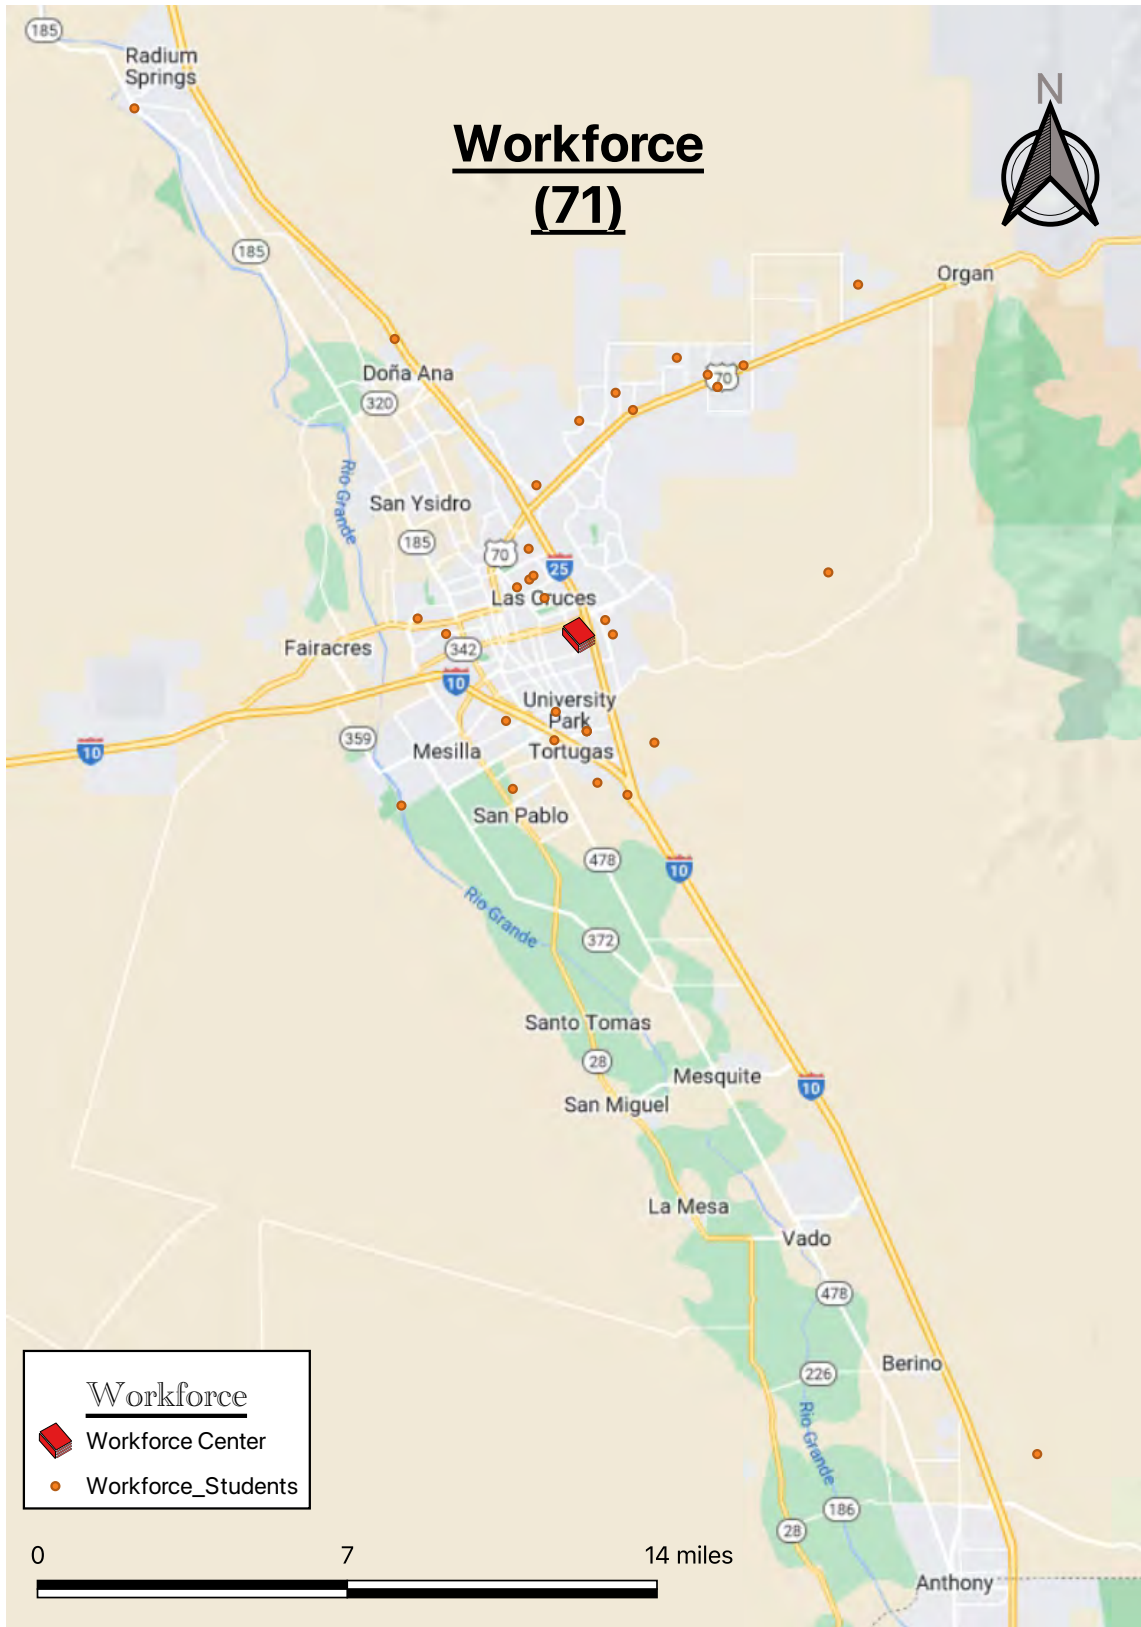 185
Radium
Springs
N
Workforce
(71)
185
Organ
Doña Ana
70
320
Rio Grande
San Ysidro
185
70
25
Las Cruces
Fairacres
342
10
University
Park
359
10
Mesilla
Tortugas
San Pablo
478
10
Rio Grande
372
Santo Tomas
28
Mesquite
10
San Miguel
La Mesa
Vado
478
Berino
226
Workforce
Rio Grande
Workforce Center
Workforce_Students
186
28
0 7 14 miles
Anthony